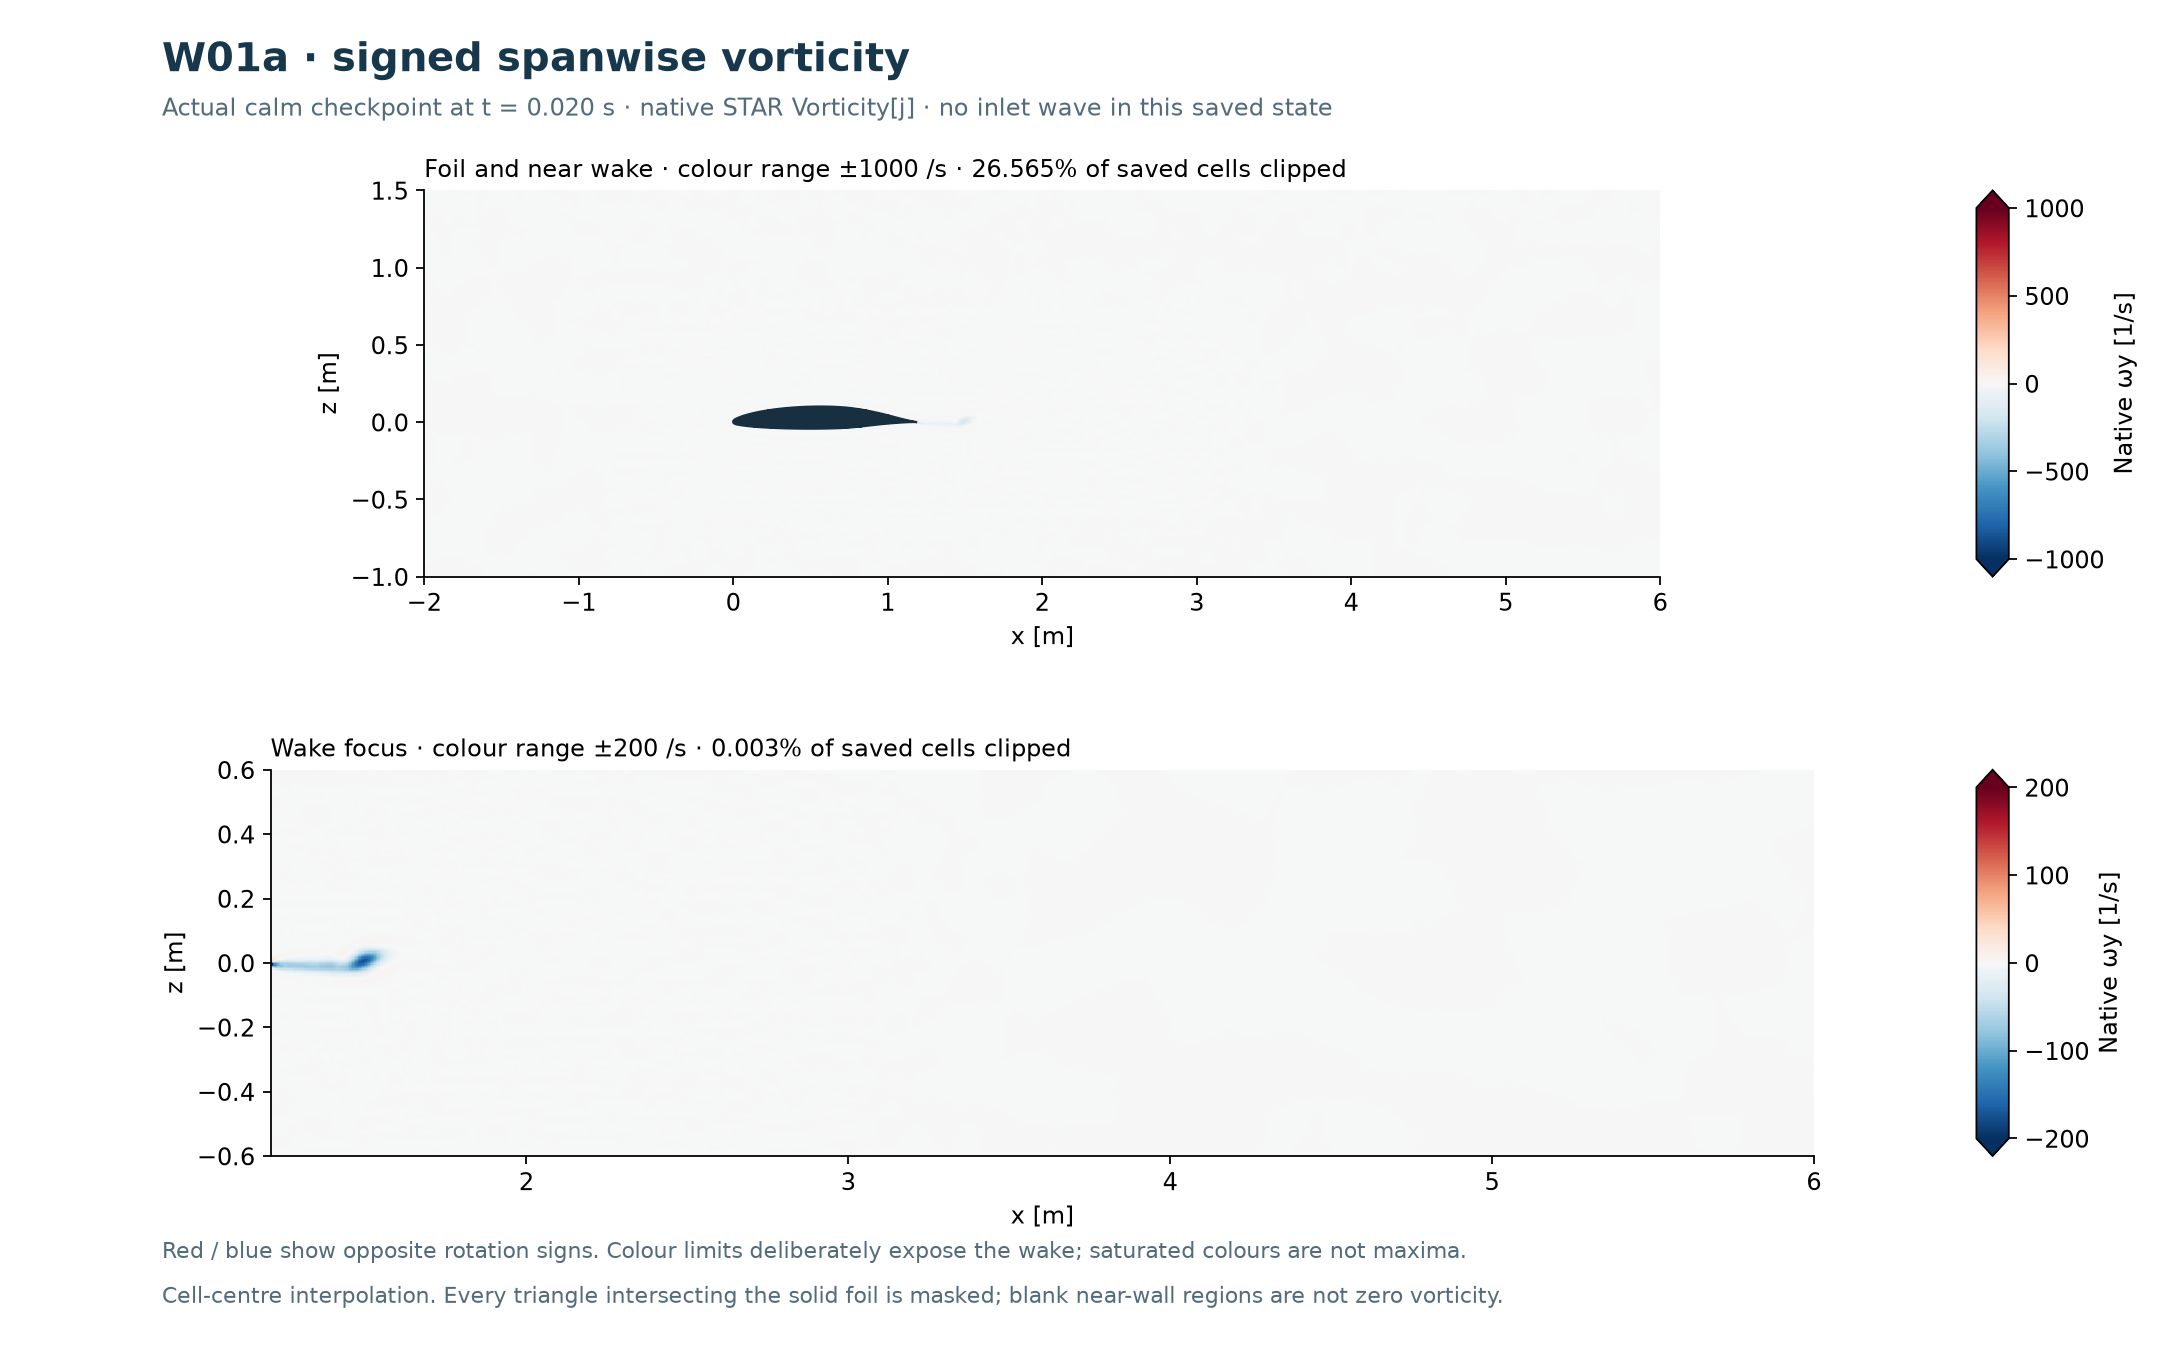 W01a · signed spanwise vorticity
Actual calm checkpoint at t = 0.020 s · native STAR Vorticity[j] · no inlet wave in this saved state
Foil and near wake · colour range ±1000 /s · 26.565% of saved cells clipped
1.5
1.0
0.5
0.0
−0.5
−1.0
z [m]
−2 −1 0 1 2 3 4 5 6
x [m]
1000
500
0
−500
−1000
Native ωy [1/s]
Wake focus · colour range ±200 /s · 0.003% of saved cells clipped
0.6
0.4
0.2
0.0
−0.2
−0.4
−0.6
z [m]
2 3 4 5 6
x [m]
200
100
0
−100
−200
Native ωy [1/s]
Red / blue show opposite rotation signs. Colour limits deliberately expose the wake; saturated colours are not maxima.
Cell-centre interpolation. Every triangle intersecting the solid foil is masked; blank near-wall regions are not zero vorticity.